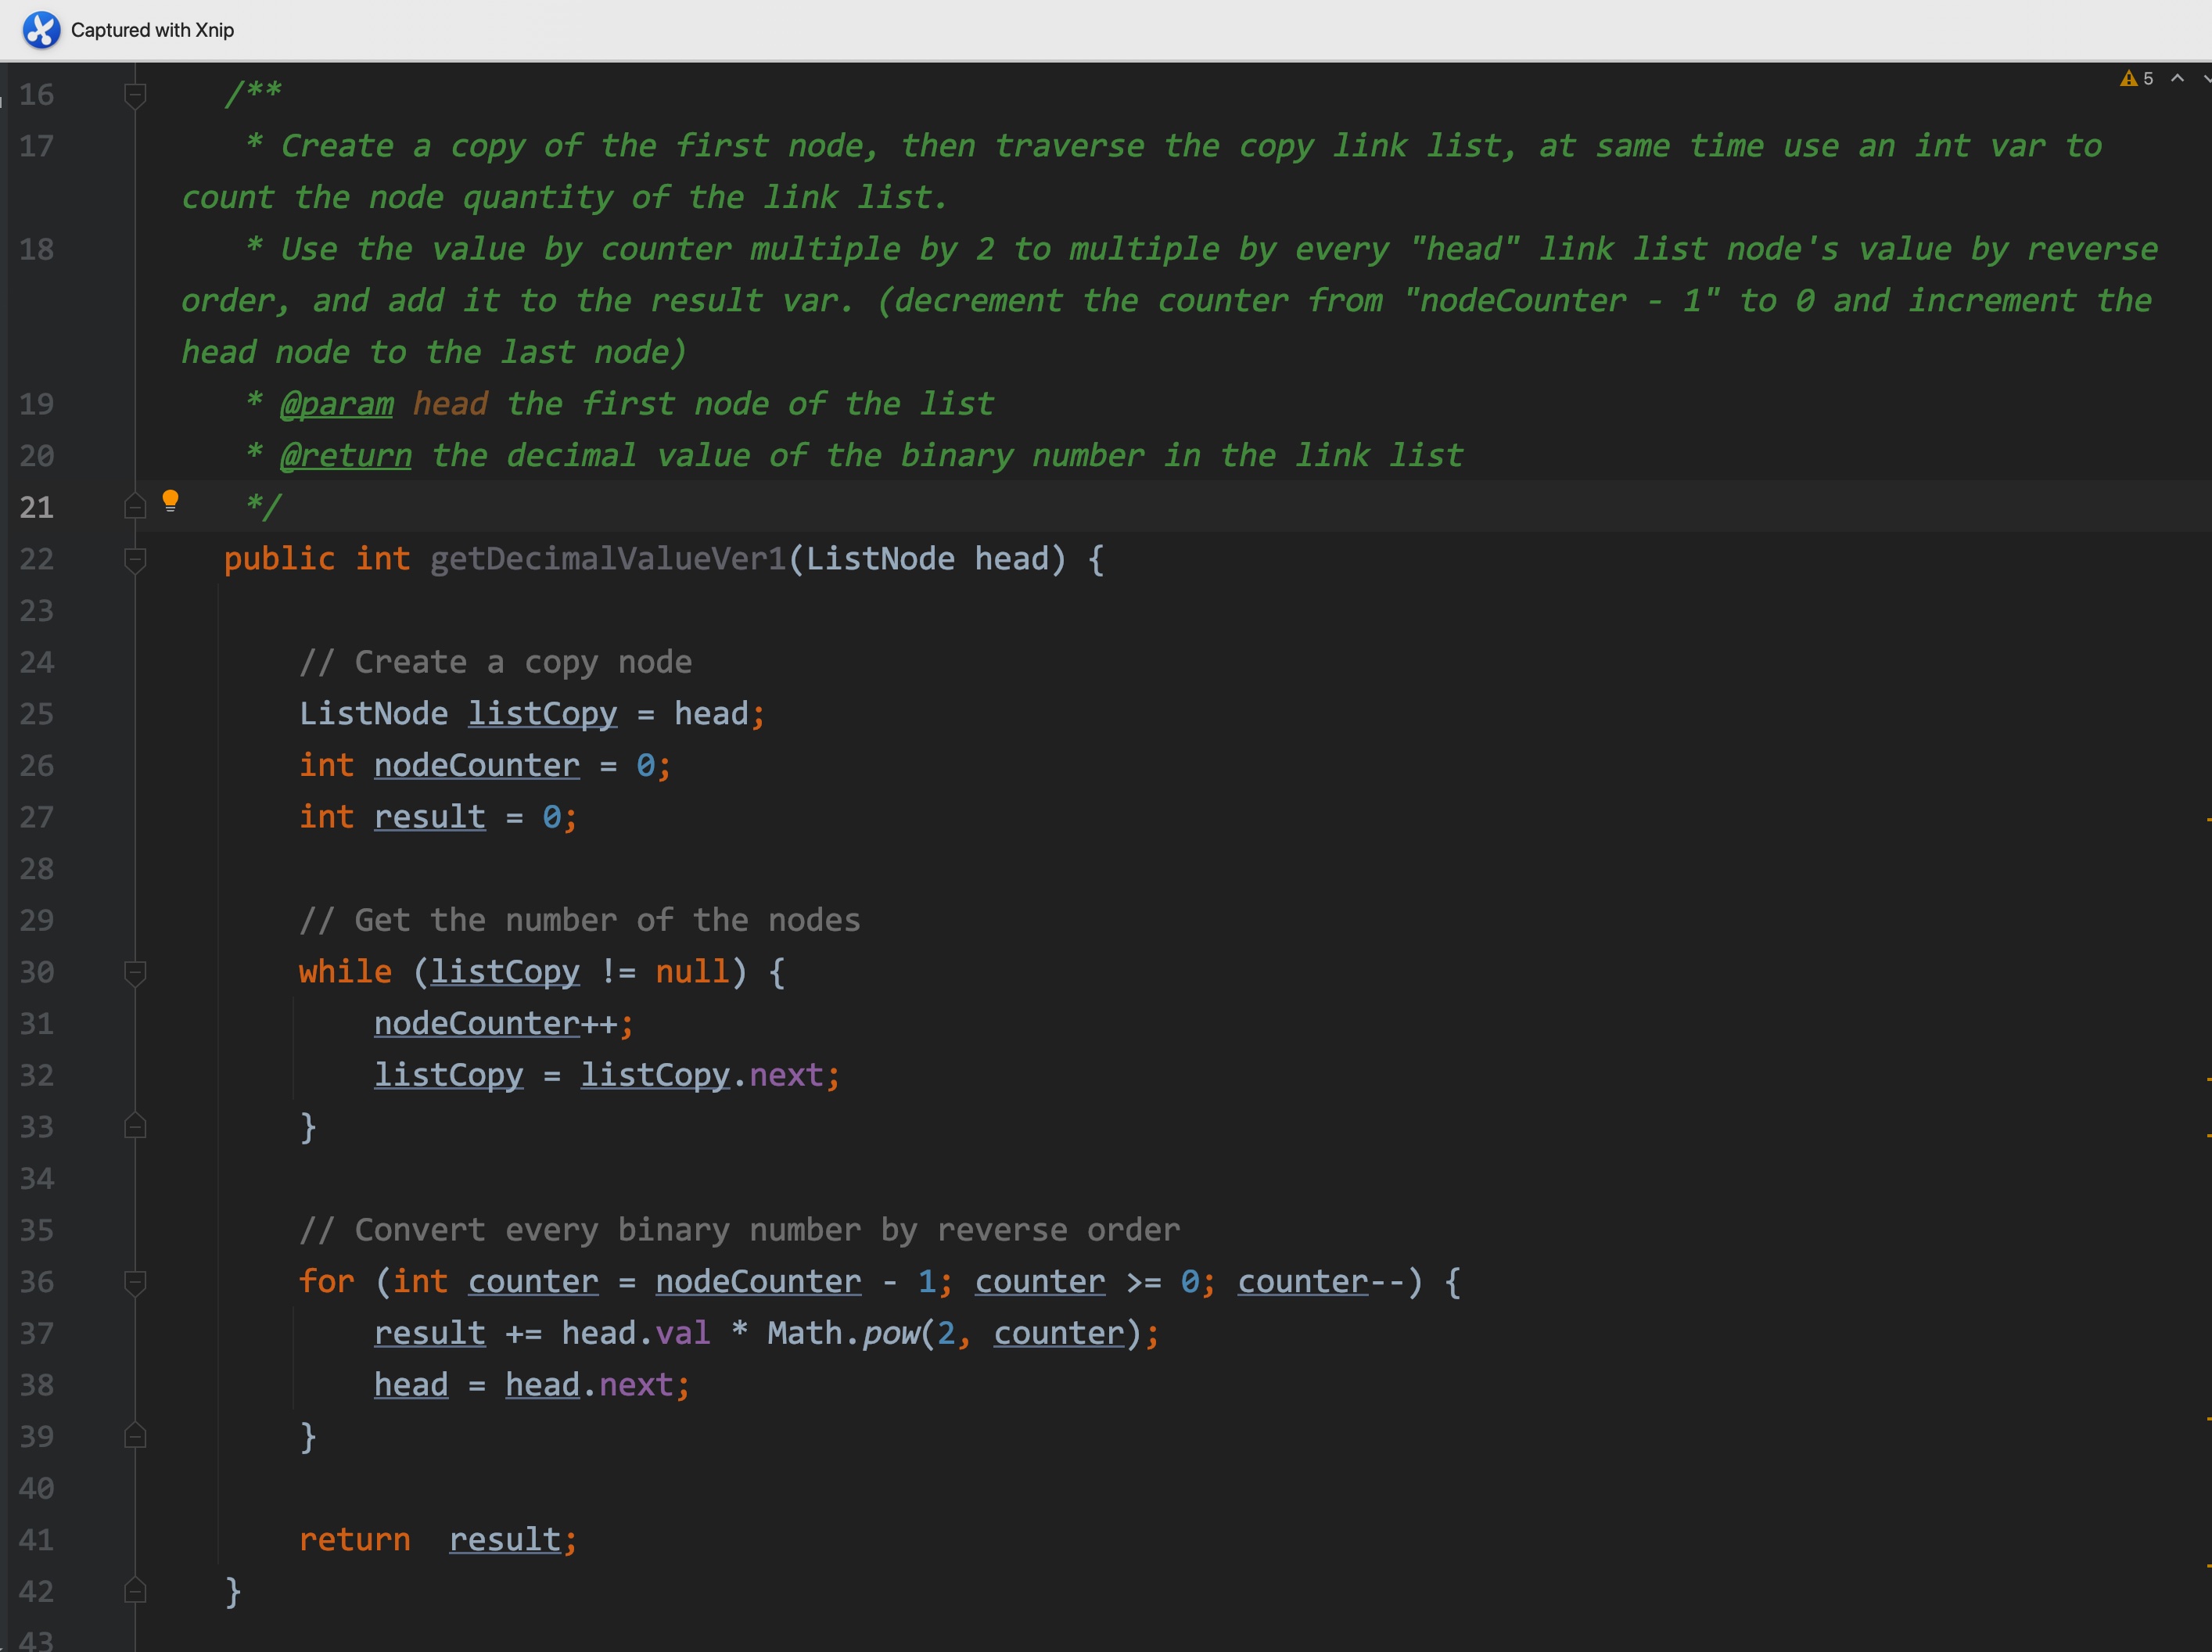 Captured with Xnip
5
16 /**
17 * Create a copy of the first node, then traverse the copy link list, at same time use an int var to
count the node quantity of the link list.
18 * Use the value by counter multiple by 2 to multiple by every "head" link list node's value by reverse
order, and add it to the result var. (decrement the counter from "nodeCounter - 1" to 0 and increment the
head node to the last node)
19 * @param head the first node of the list
20 * @return the decimal value of the binary number in the link list
21 */
22 public int getDecimalValueVer1(ListNode head) {
23
24 // Create a copy node
25 ListNode listCopy = head;
26 int nodeCounter = 0;
27 int result = 0;
28
29 // Get the number of the nodes
30 while (listCopy != null) {
31 nodeCounter++;
32 listCopy = listCopy.next;
33 }
34
35 // Convert every binary number by reverse order
36 for (int counter = nodeCounter - 1; counter >= 0; counter--) {
37 result += head.val * Math.pow(2, counter);
38 head = head.next;
39 }
40
41 return  result;
42 }
43